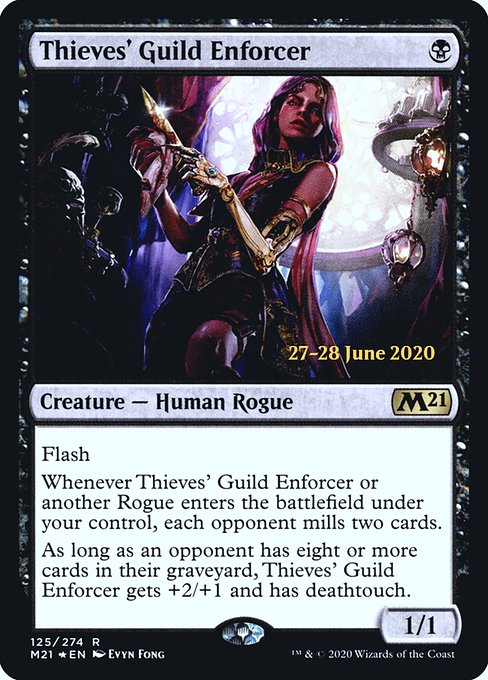 Thieves' Guild Enforcer
27–28 June 2020
Creature — Human Rogue
M21
Flash
Whenever Thieves' Guild Enforcer or
another Rogue enters the battlefield under
your control, each opponent mills two cards.
As long as an opponent has eight or more
cards in their graveyard, Thieves' Guild
Enforcer gets +2/+1 and has deathtouch.
1/1
125/274 R
M21 ★ EN Evyn Fong
™ & © 2020 Wizards of the Coast